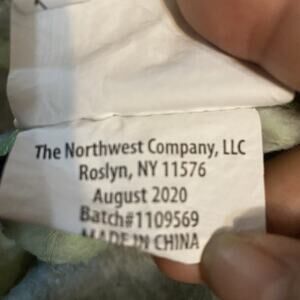 The Northwest Company, LLC
Roslyn, NY 11576
August 2020
Batch#1109569
MADE IN CHINA